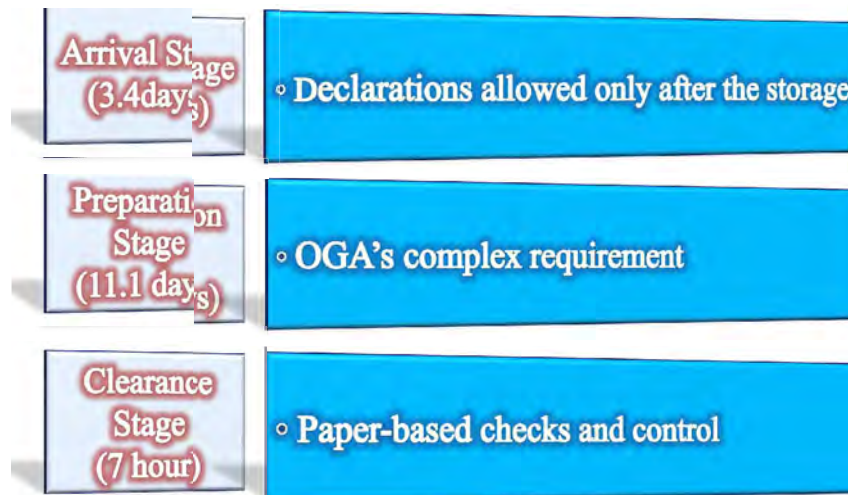 Arrival Stage
(3.4days)
• Declarations allowed only after the storage
Preparation
Stage
(11.1 days)
• OGA's complex requirement
Clearance
Stage
(7 hour)
• Paper-based checks and control